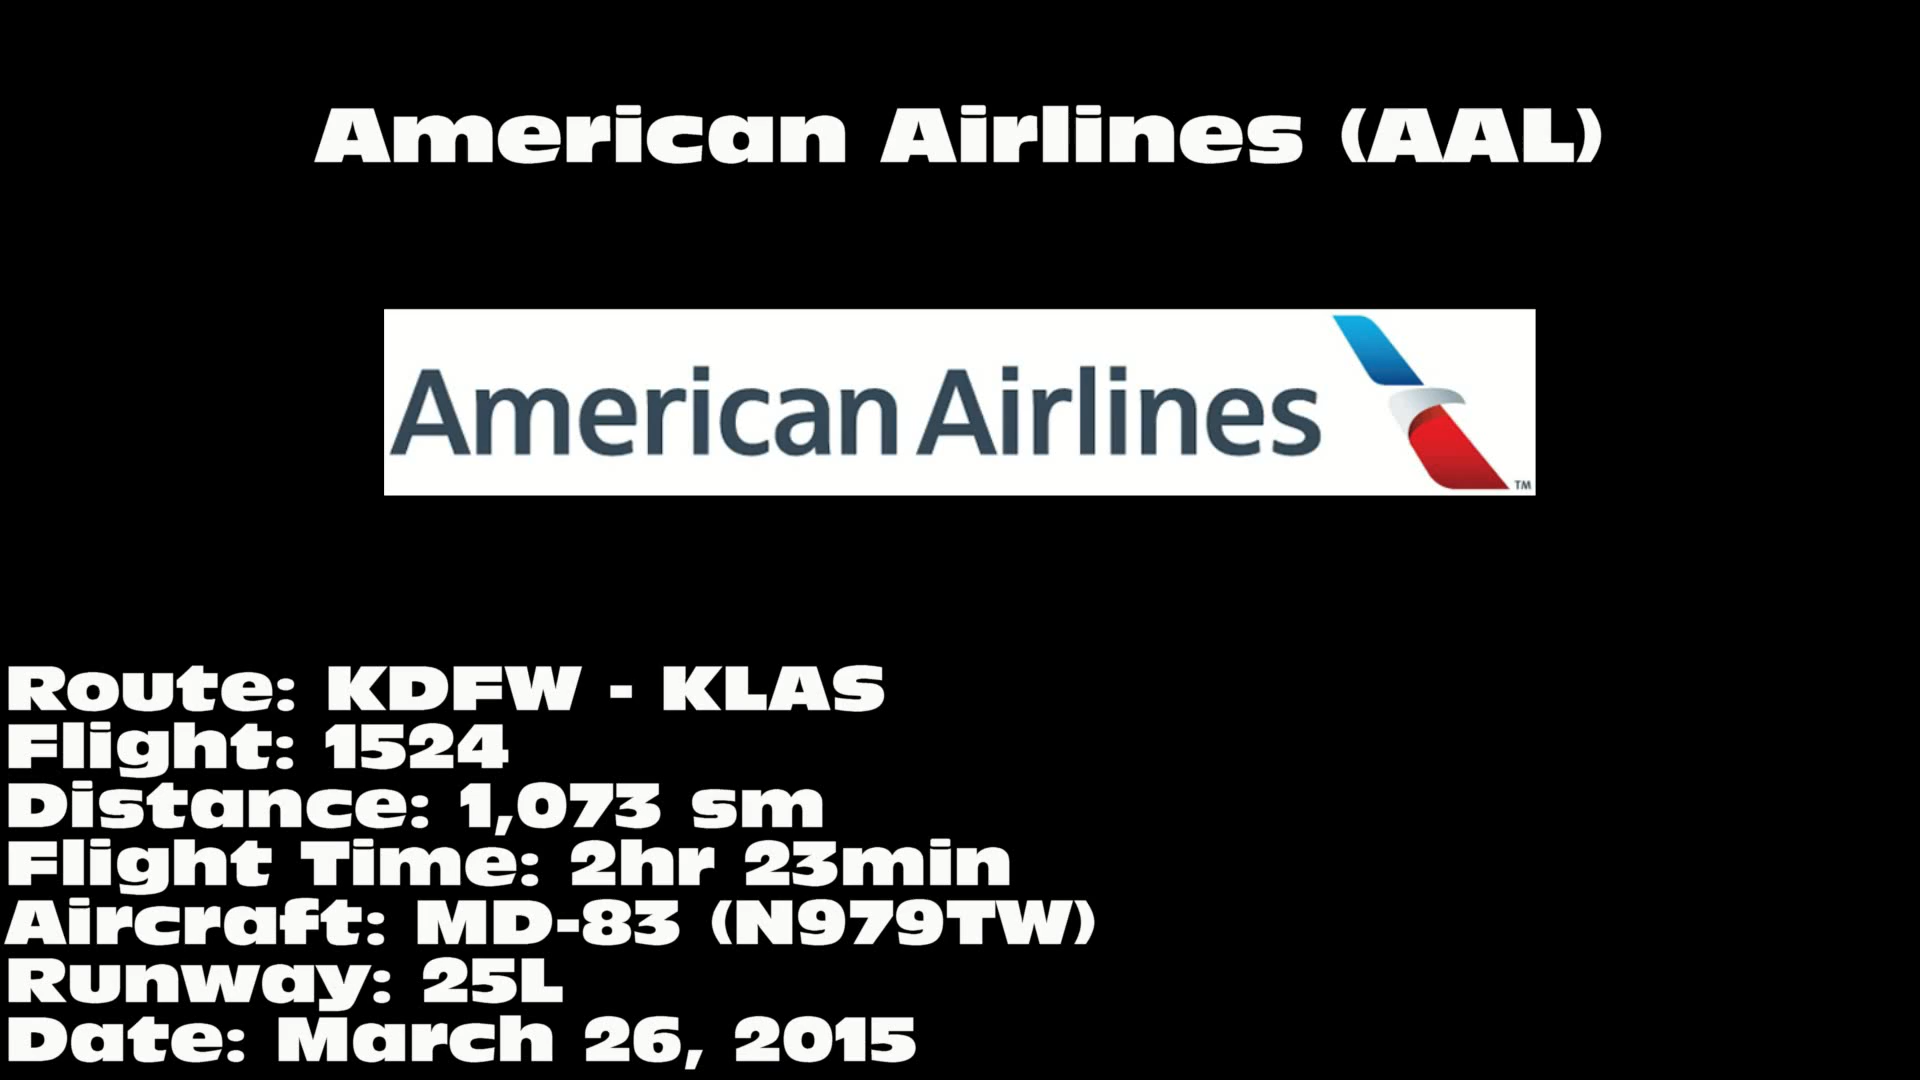 American Airlines (AAL)
American Airlines
TM
Route: KDFW - KLAS
Flight: 1524
Distance: 1,073 sm
Flight Time: 2hr 23min
Aircraft: MD-83 (N979TW)
Runway: 25L
Date: March 26, 2015